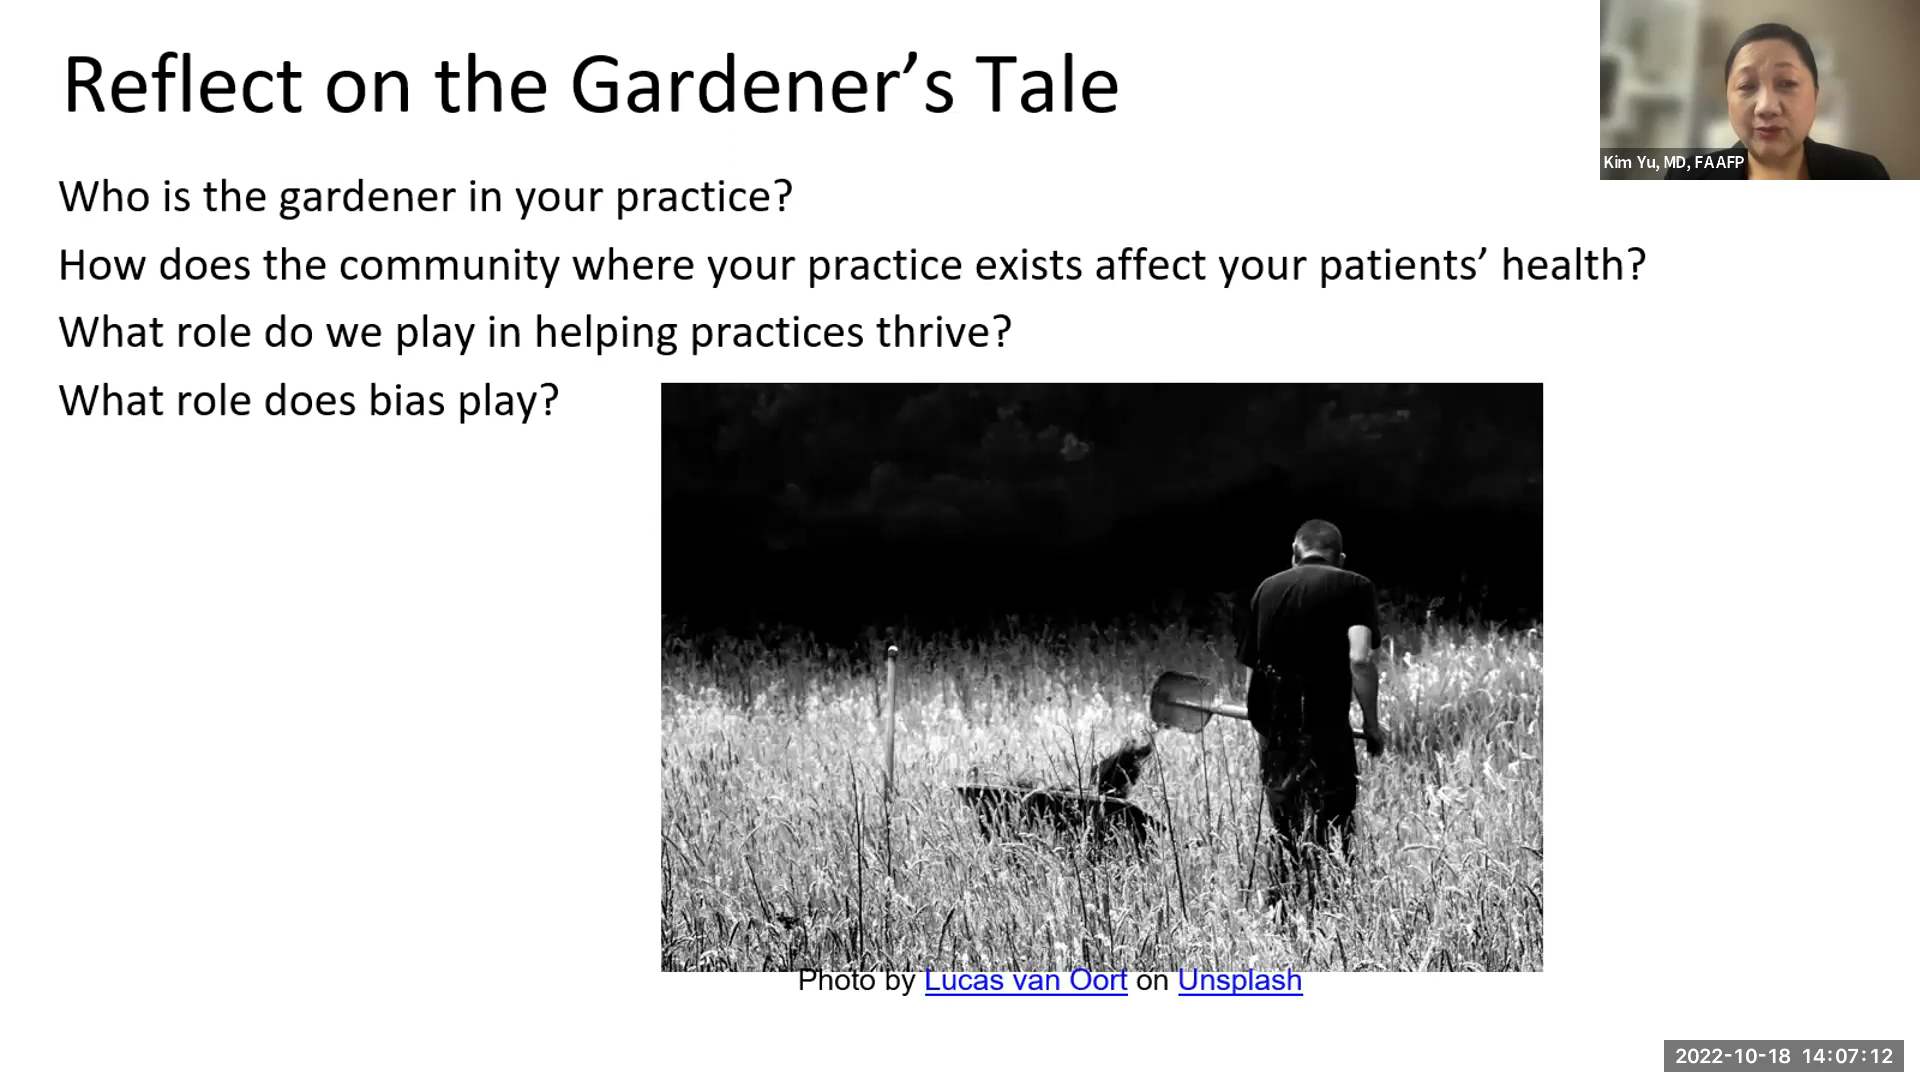 Reflect on the Gardener’s Tale
Kim Yu, MD, FAAFP
Who is the gardener in your practice?
How does the community where your practice exists affect your patients’ health?
What role do we play in helping practices thrive?
What role does bias play?
Photo by Lucas van Oort on Unsplash
2022-10-18 14:07:12